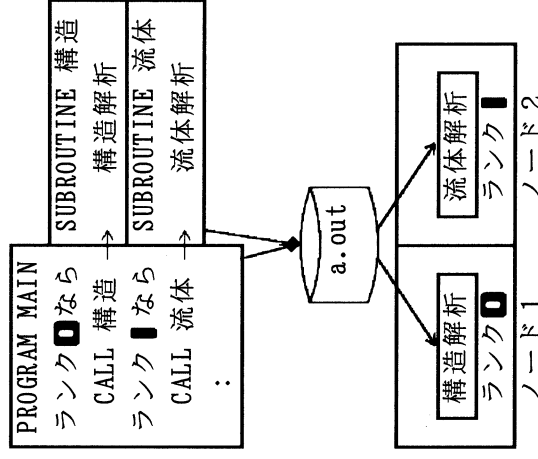 PROGRAM MAIN
ランク0なら
CALL 構造→
ランク1なら
CALL 流体→
:
SUBROUTINE 構造
構造解析
SUBROUTINE 流体
流体解析
a.out
構造解析
ランク0
ノード1
流体解析
ランク1
ノード2